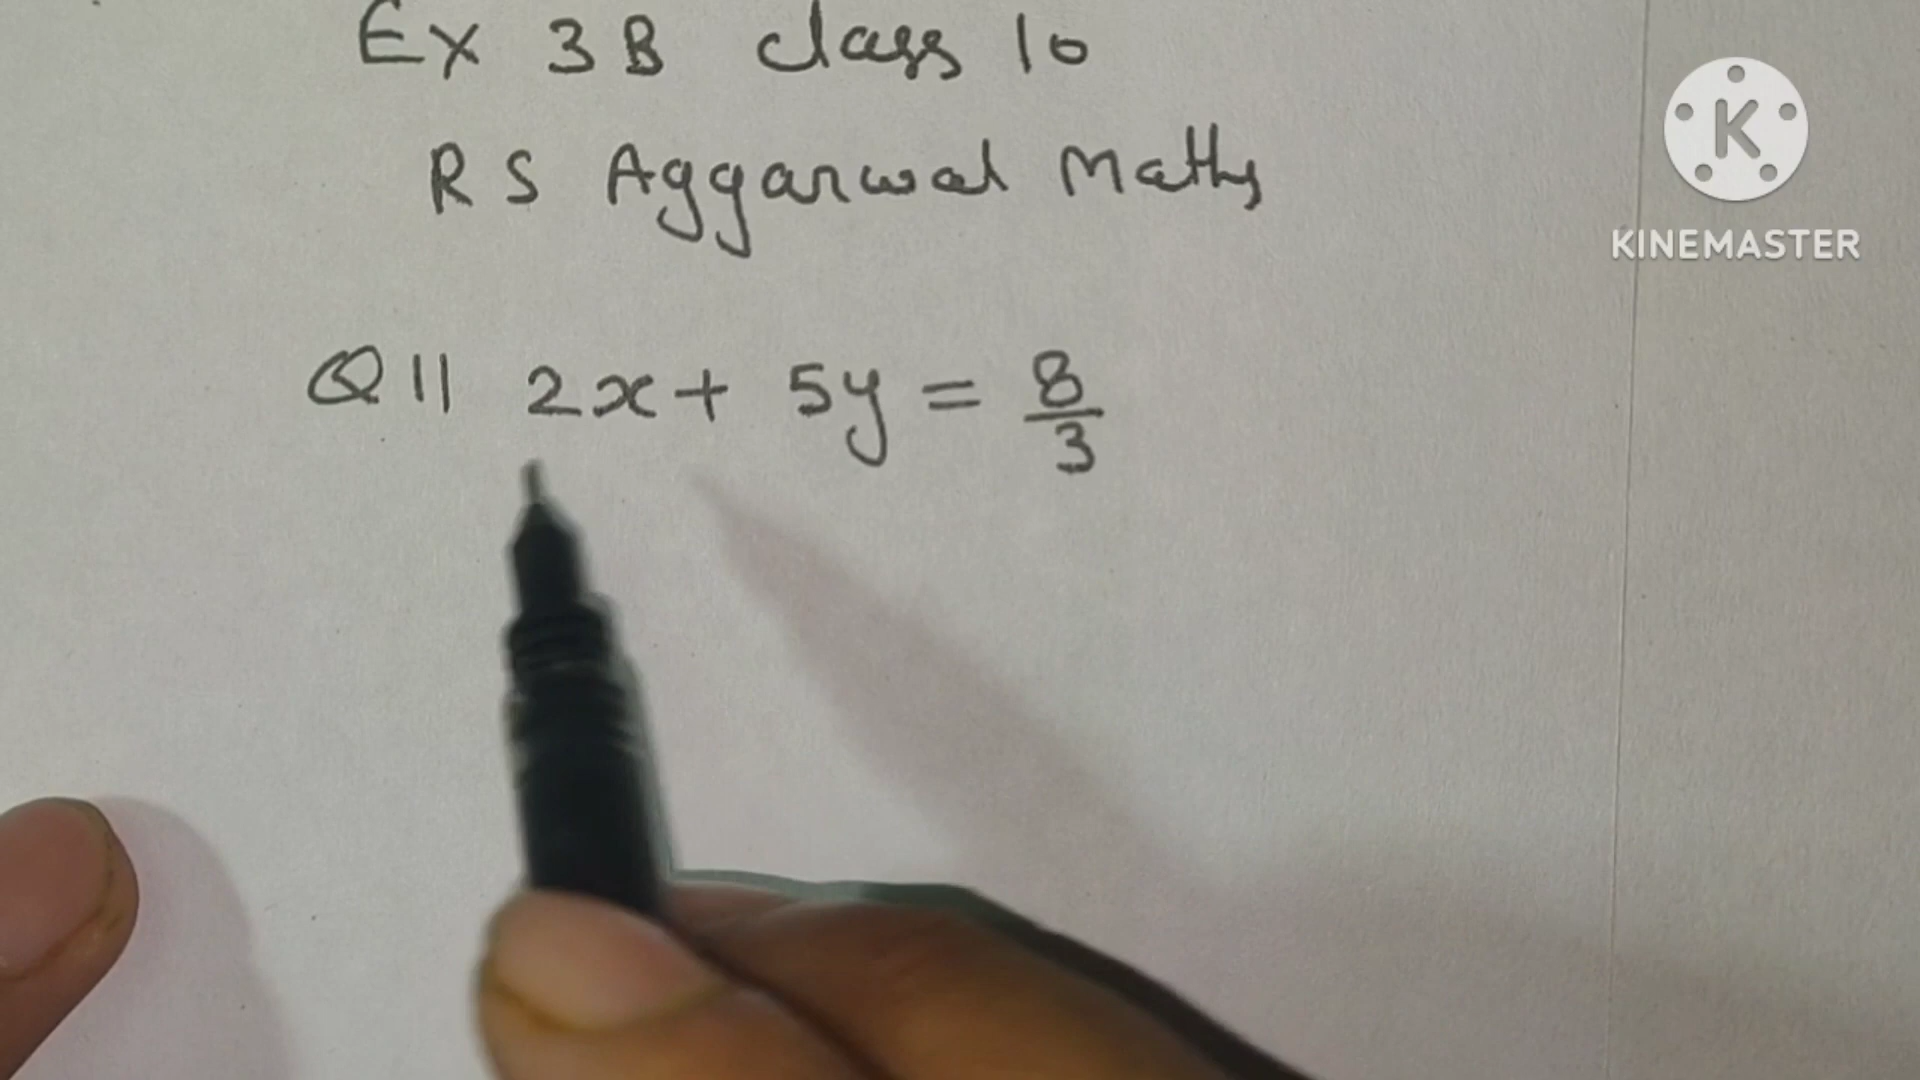 Ex 3B class 10
RS Aggarwal Maths
K
KINEMASTER
Q11 2x + 5y = 8/3